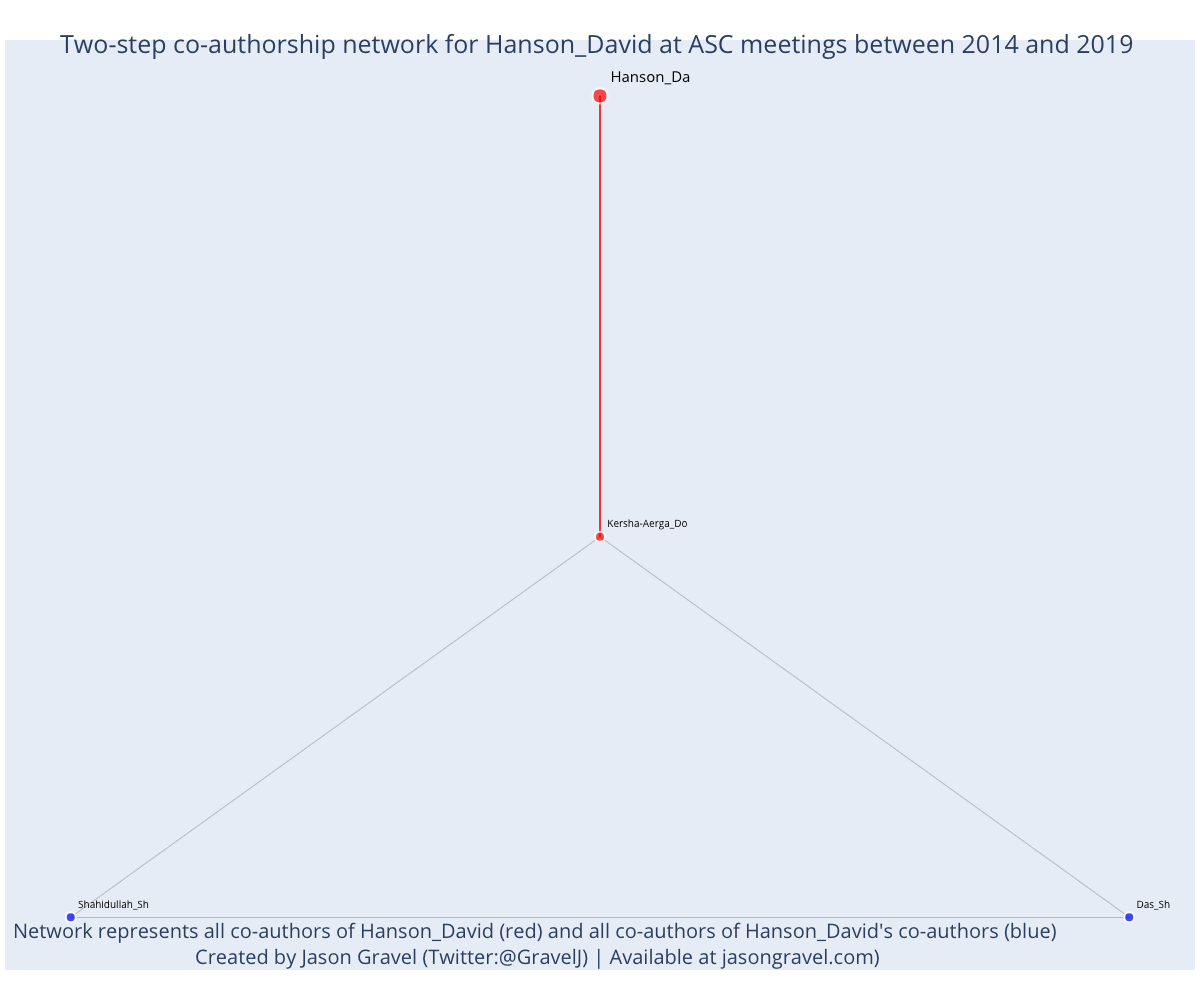 Two-step co-authorship network for Hanson_David at ASC meetings between 2014 and 2019
Hanson_Da
Kersha-Aerga_Do
Shahidullah_Sh
Das_Sh
Network represents all co-authors of Hanson_David (red) and all co-authors of Hanson_David's co-authors (blue)
Created by Jason Gravel (Twitter:@GravelJ) | Available at jasongravel.com)